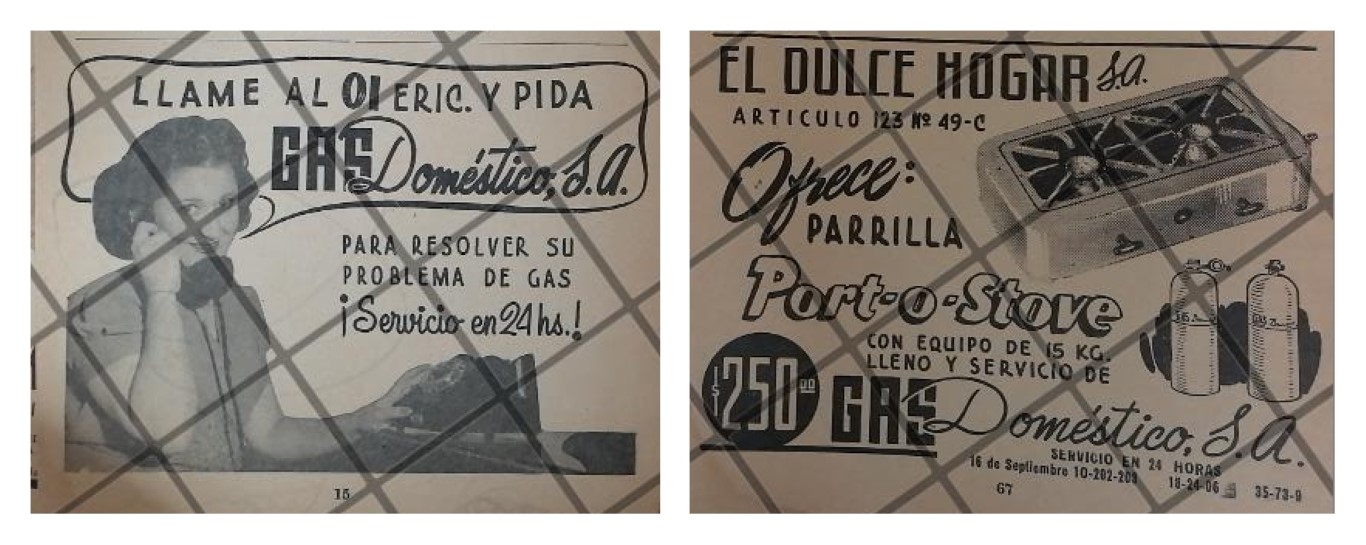 LLAME AL 01 ERIC. Y PIDA
GAS Doméstico, S.A.
PARA RESOLVER SU
PROBLEMA DE GAS
¡Servicio en 24 hs.!
15
EL DULCE HOGAR S.A.
ARTICULO 123 Nº 49-C
Ofrece:
PARRILLA
Port-o-Stove
CON EQUIPO DE 15 KG.
LLENO Y SERVICIO DE
$250.00
GAS Doméstico, S.A.
SERVICIO EN 24 HORAS
16 de Septiembre 10-202-203 18-24-06 35-73-9
67